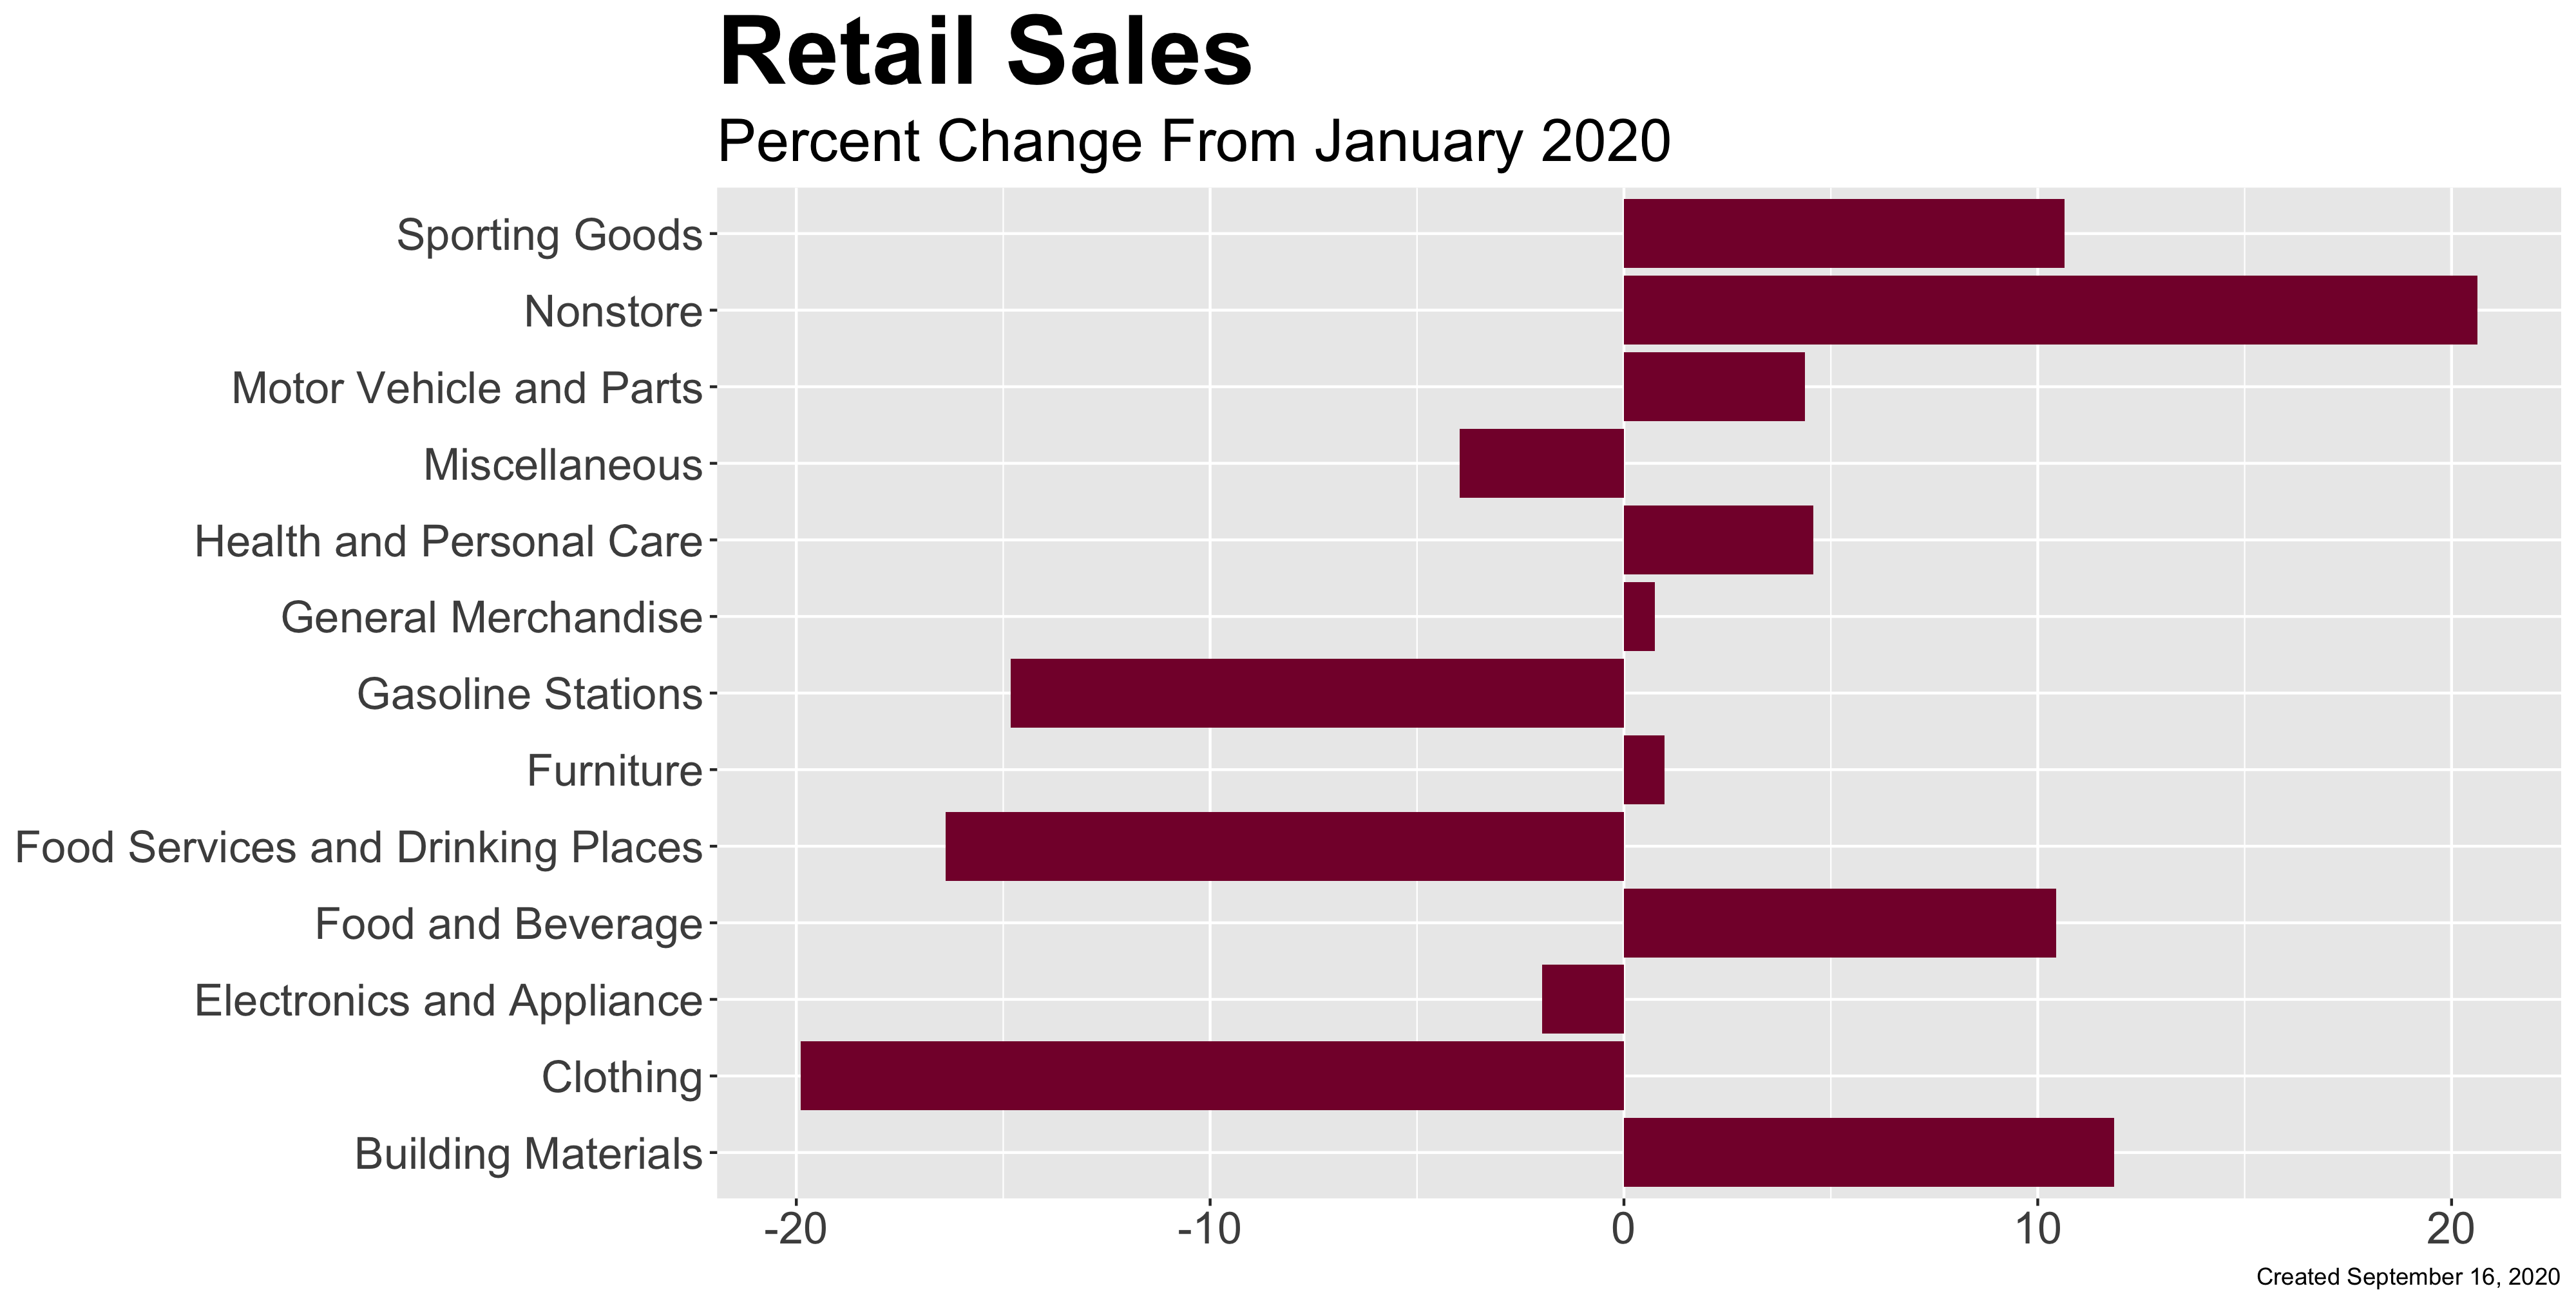 Retail Sales
Percent Change From January 2020
Sporting Goods
Nonstore
Motor Vehicle and Parts
Miscellaneous
Health and Personal Care
General Merchandise
Gasoline Stations
Furniture
Food Services and Drinking Places
Food and Beverage
Electronics and Appliance
Clothing
Building Materials
-20 -10 0 10 20
Created September 16, 2020